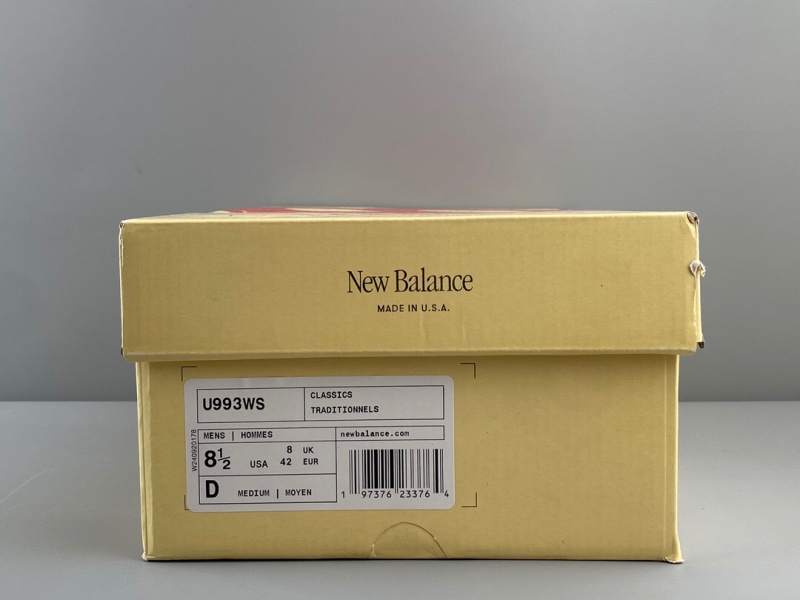 New Balance
MADE IN U.S.A.
U993WS
CLASSICS
TRADITIONNELS
W240920178
MENS | HOMMES
newbalance.com
8½ USA
8 UK
42 EUR
D MEDIUM | MOYEN
1 97376 23376 4